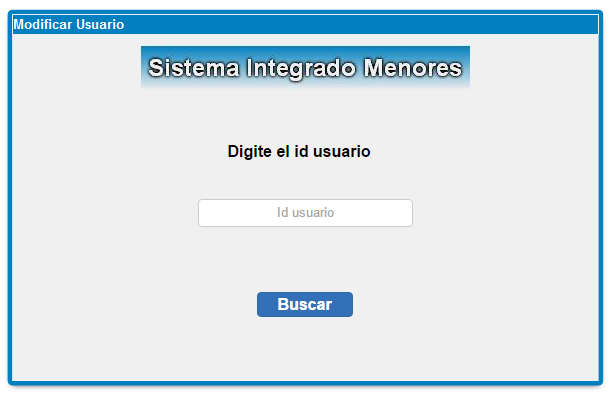 Modificar Usuario
Sistema Integrado Menores
Digite el id usuario
Id usuario
Buscar